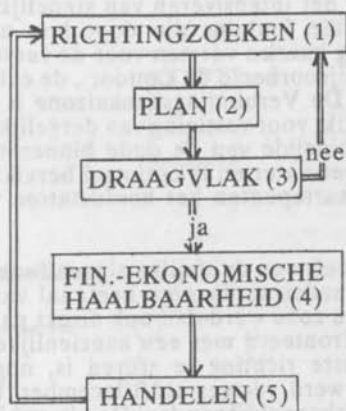 RICHTINGZOEKEN (1)
PLAN (2)
nee
DRAAGVLAK (3)
ja
FIN.-EKONOMISCHE
HAALBAARHEID (4)
HANDELEN (5)